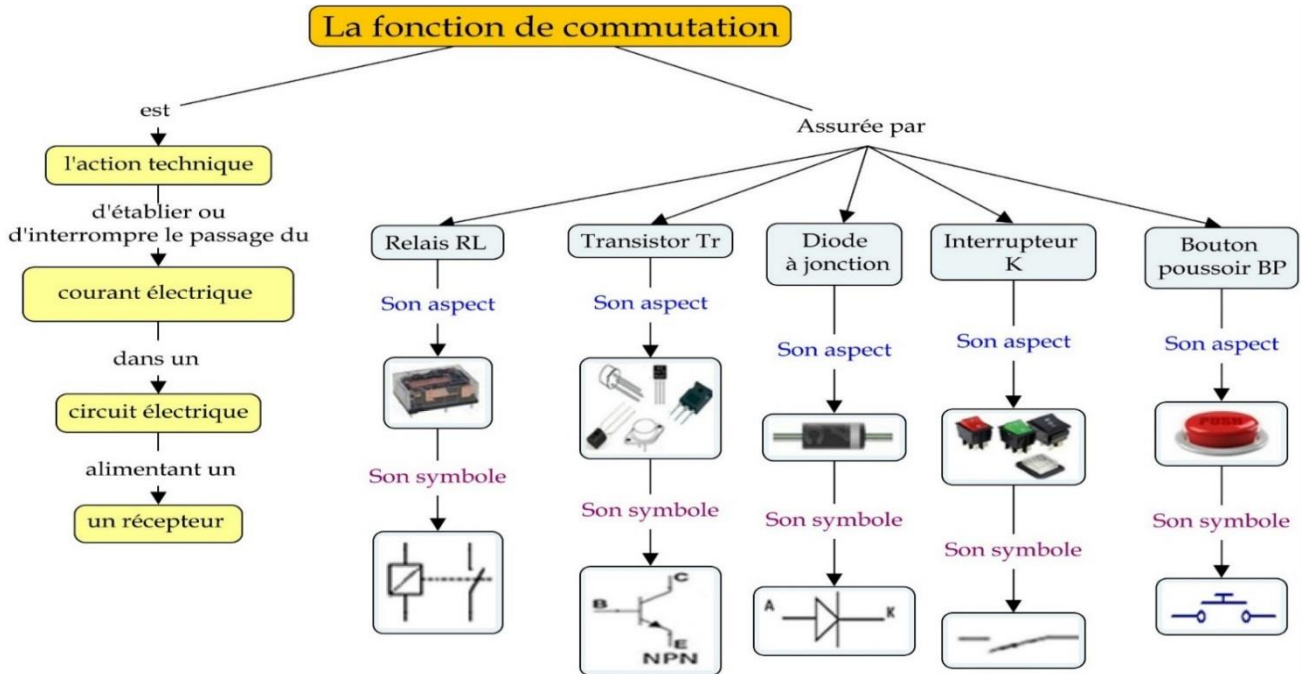 La fonction de commutation
est
l'action technique
d'établier ou
d'interrompre le passage du
courant électrique
dans un
circuit électrique
alimentant un
un récepteur
Assurée par
Relais RL
Son aspect
Son symbole
Transistor Tr
Son aspect
Son symbole
B
C
E
NPN
Diode
à jonction
Son aspect
Son symbole
A
K
Interrupteur
K
Son aspect
Son symbole
Bouton
poussoir BP
Son aspect
PUSH
Son symbole